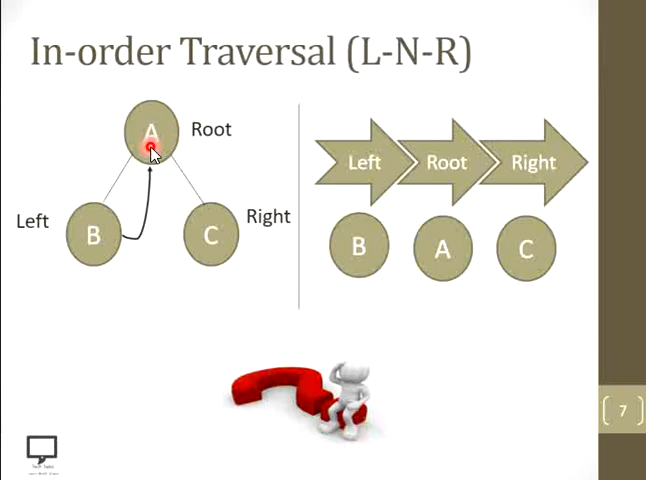 In-order Traversal (L-N-R)
A
Root
Left
B
C
Right
Left
Root
Right
B
A
C
7